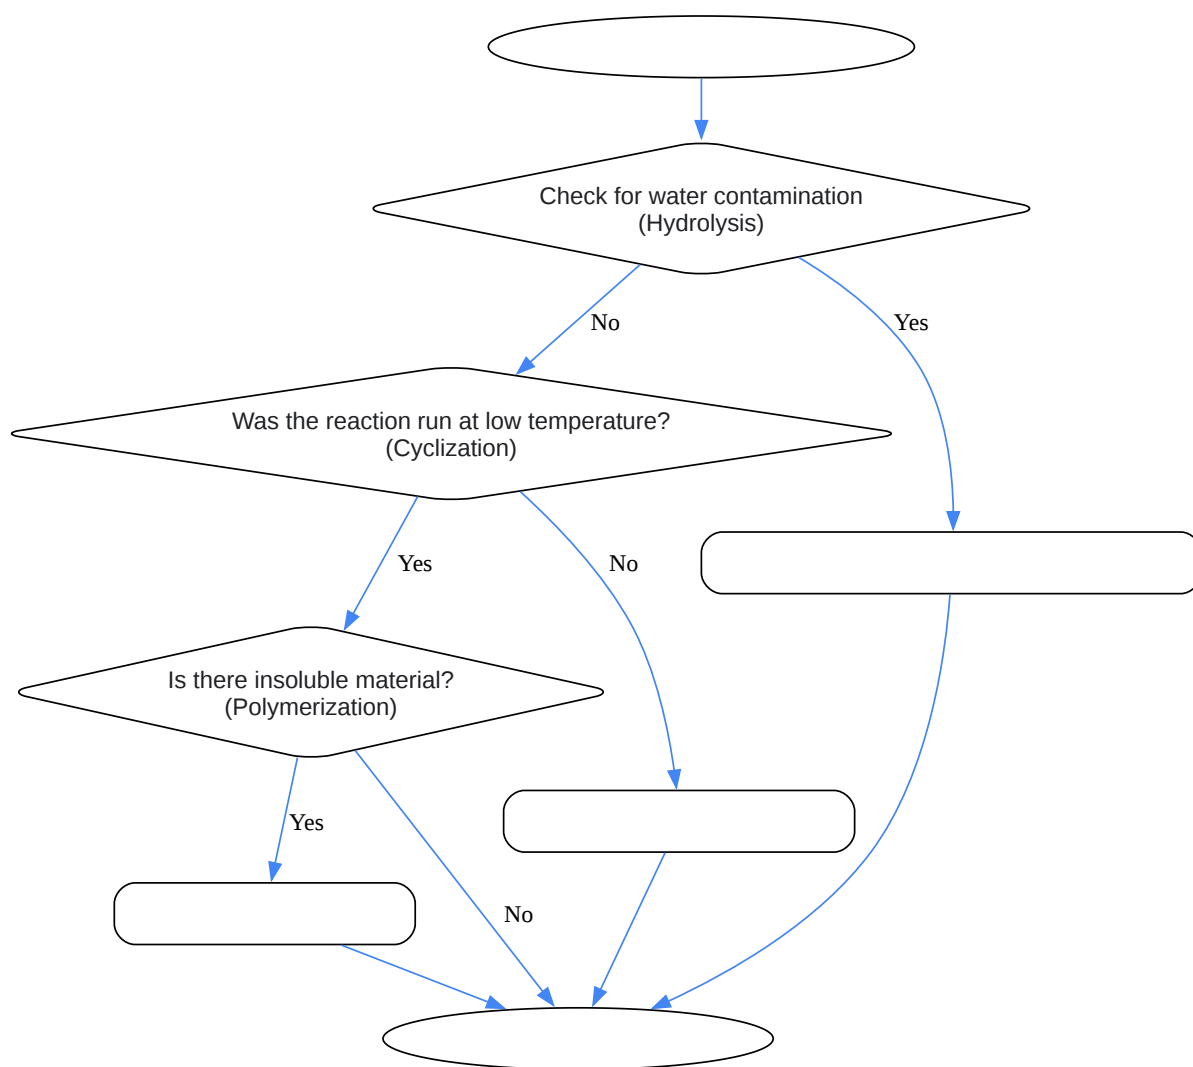 Check for water contamination
(Hydrolysis)
No
Yes
Was the reaction run at low temperature?
(Cyclization)
Yes
No
Is there insoluble material?
(Polymerization)
Yes
No